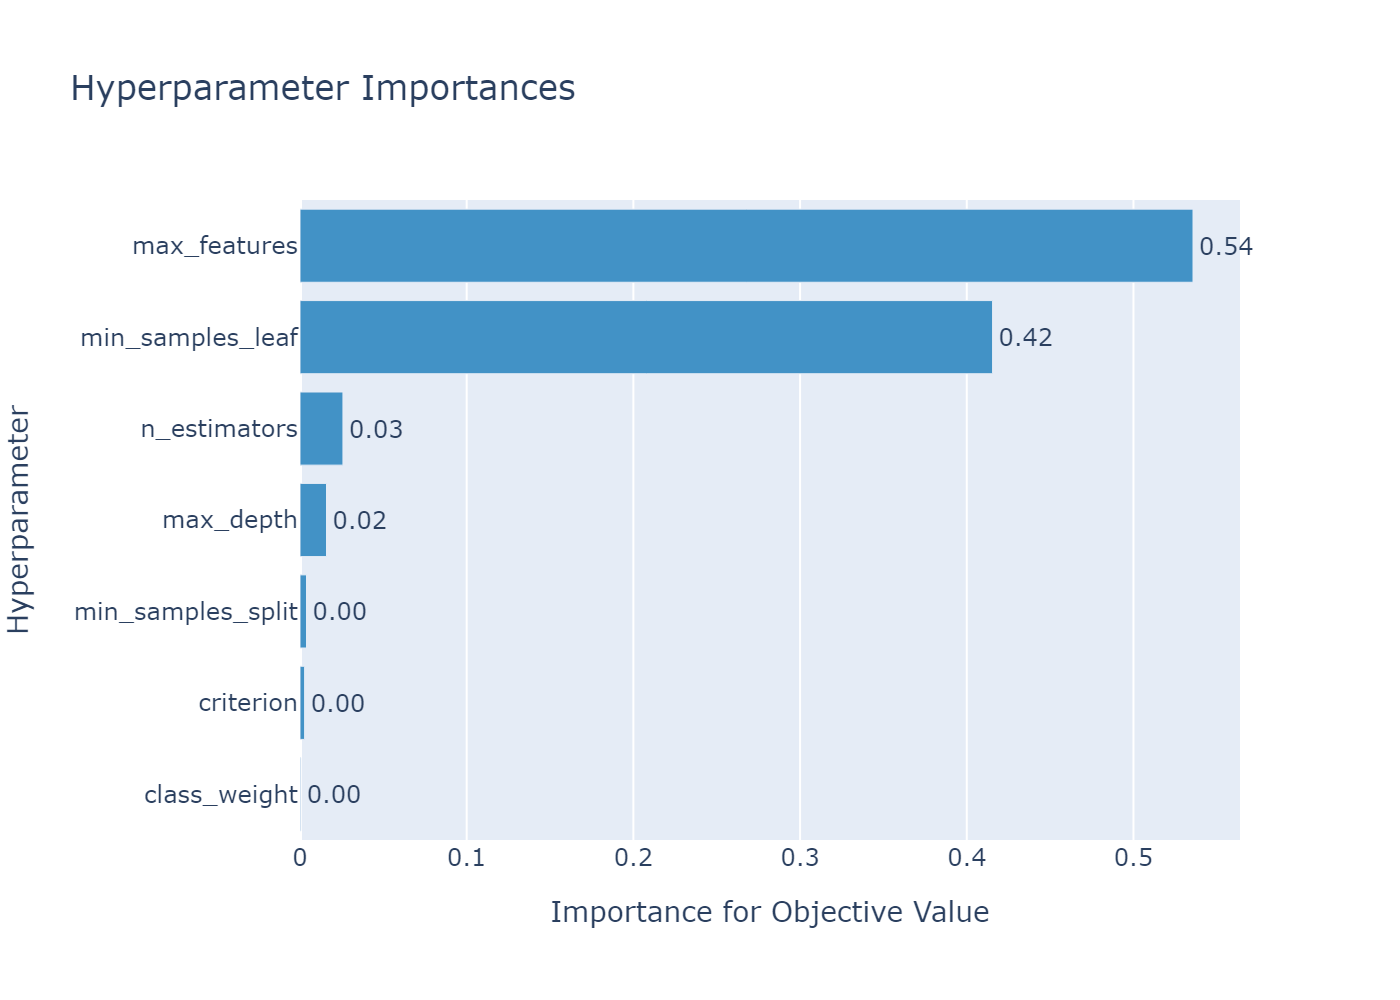 Hyperparameter Importances
max_features
0.54
min_samples_leaf
0.42
n_estimators
0.03
max_depth
0.02
min_samples_split
0.00
criterion
0.00
class_weight
0.00
Hyperparameter
0
0.1
0.2
0.3
0.4
0.5
Importance for Objective Value